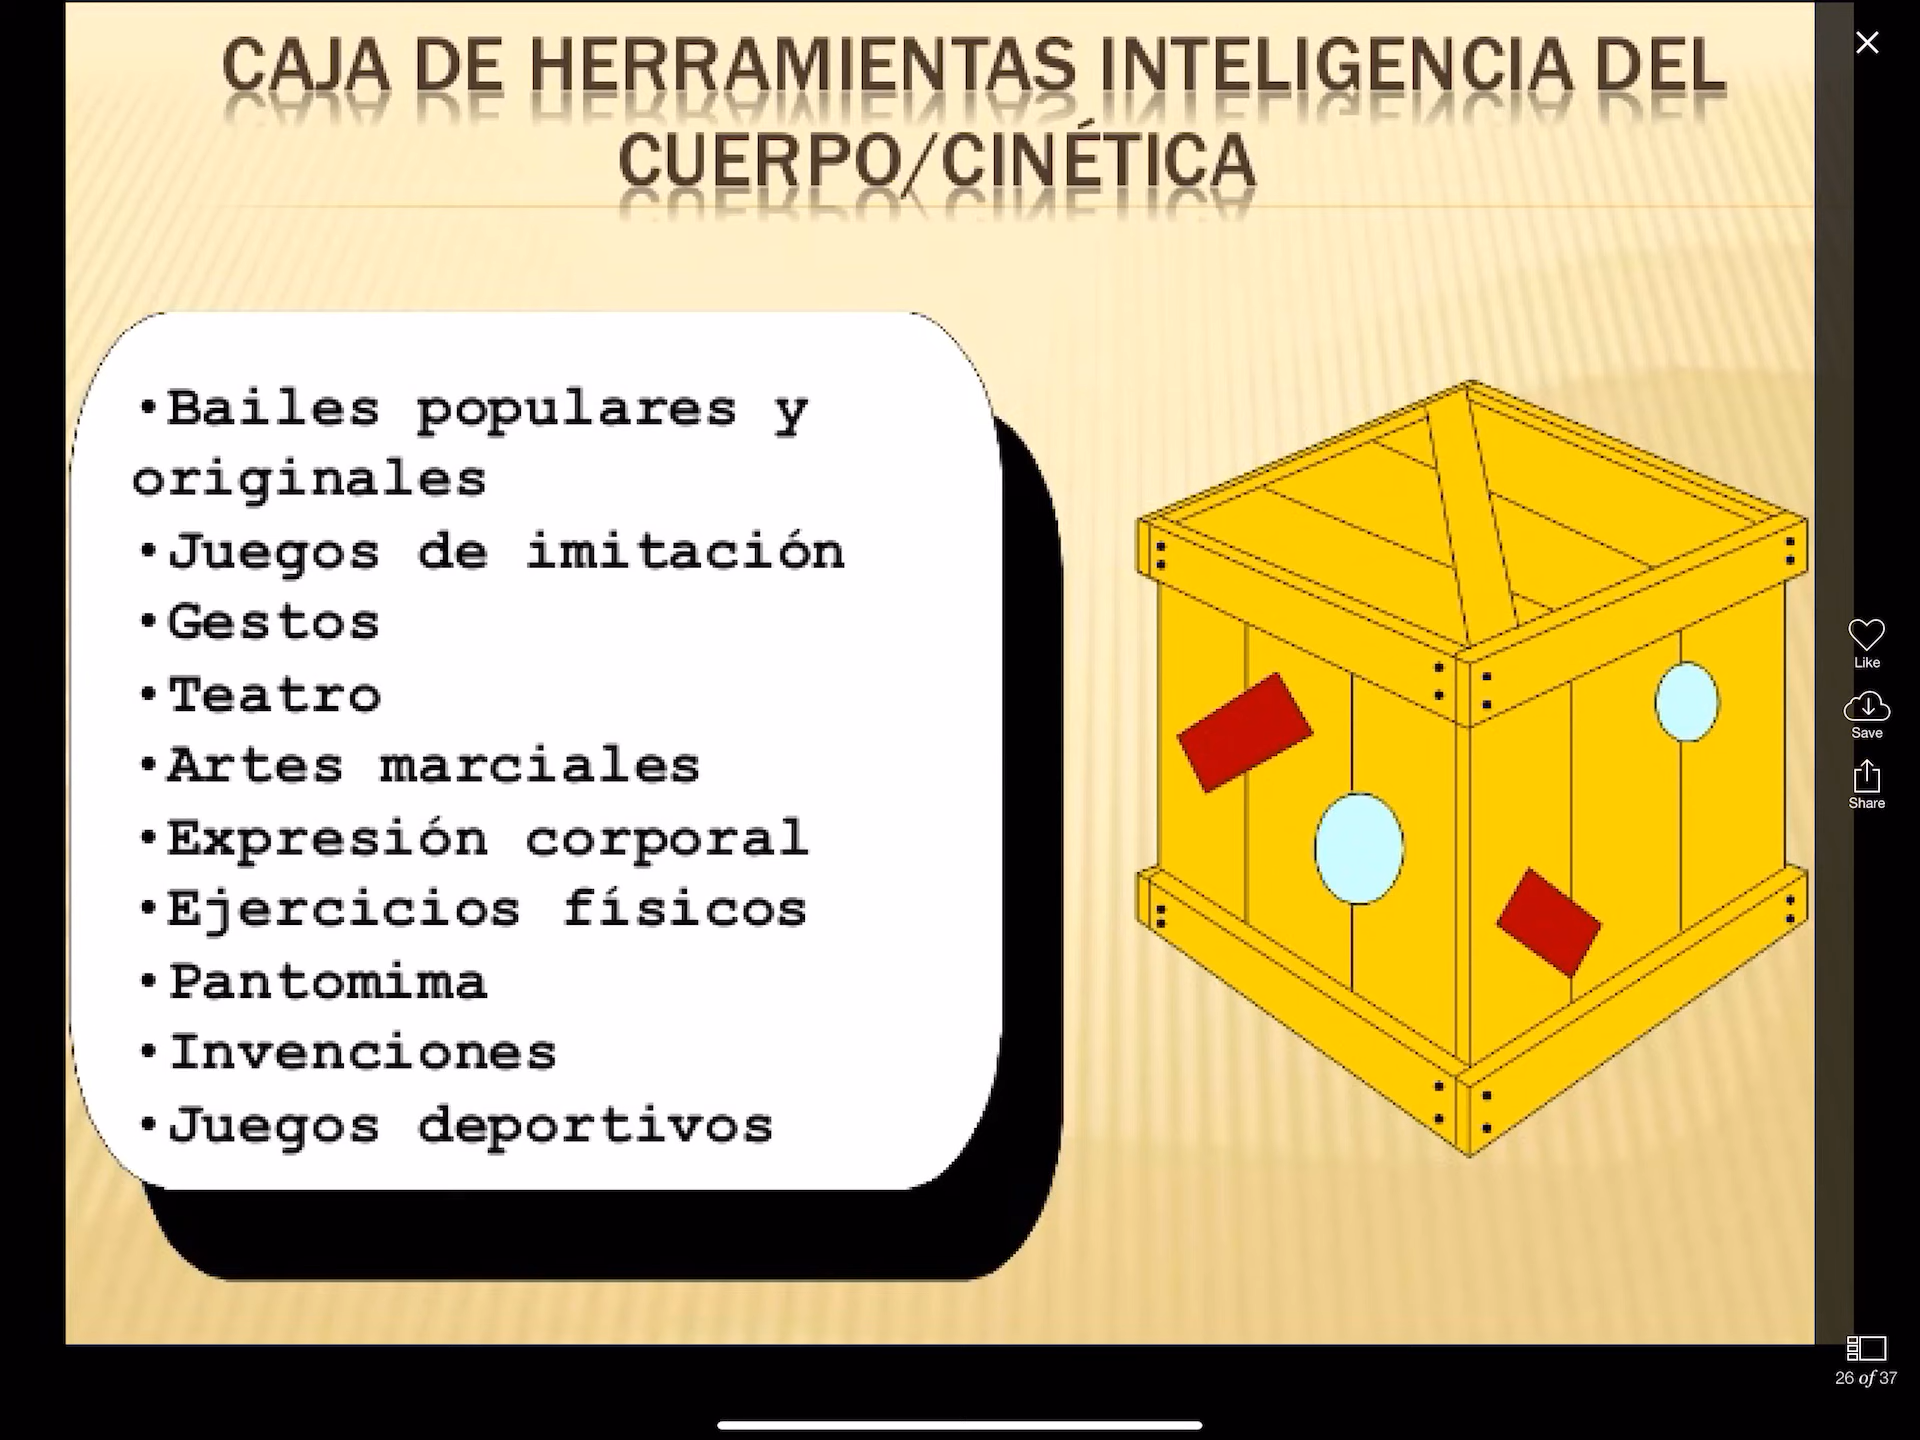 CAJA DE HERRAMIENTAS INTELIGENCIA DEL
CUERPO/CINÉTICA
•Bailes populares y
originales
•Juegos de imitación
•Gestos
•Teatro
•Artes marciales
•Expresión corporal
•Ejercicios físicos
•Pantomima
•Invenciones
•Juegos deportivos
Like
Save
Share
26 of 37